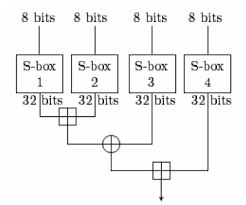 8 bits 8 bits 8 bits 8 bits
S-box S-box S-box S-box
1 2 3 4
32 bits 32 bits 32 bits 32 bits